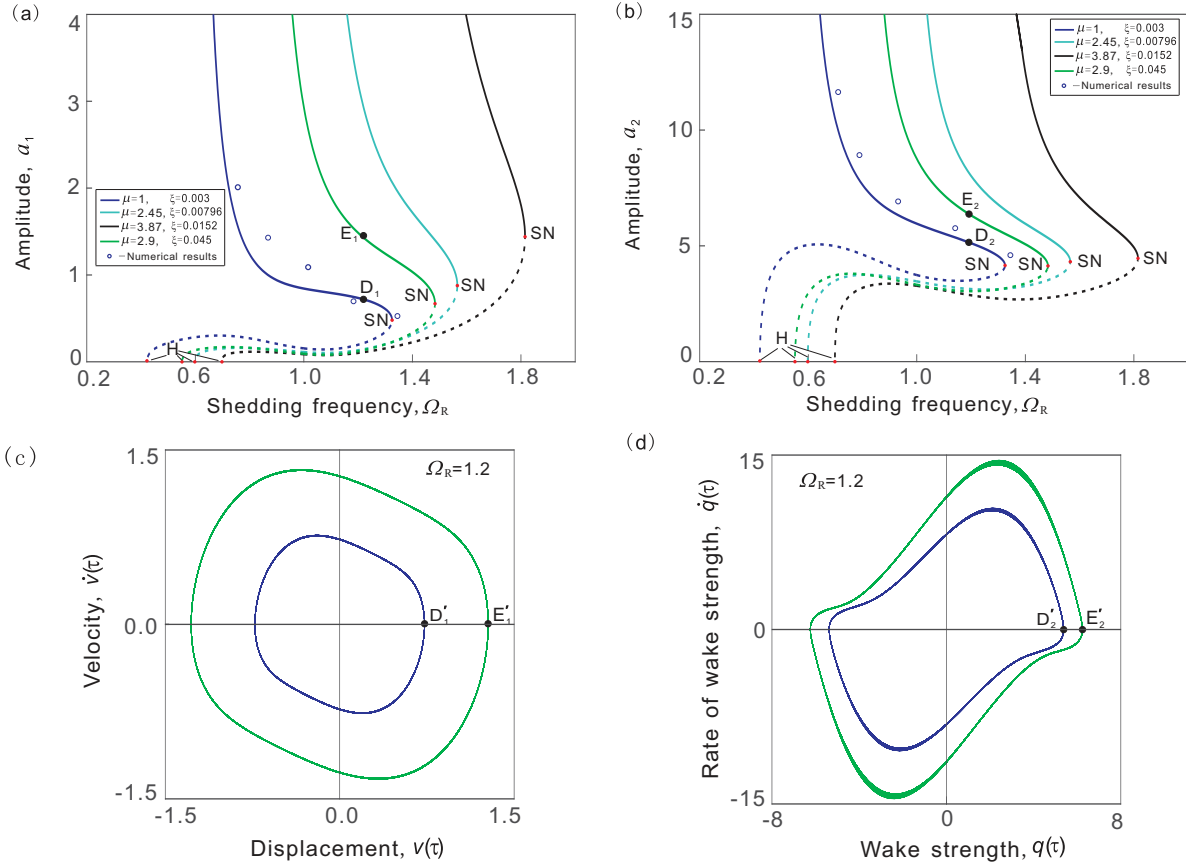 (a)
4
3
2
1
0
Amplitude, a₁
μ=1, ξ=0.003
μ=2.45, ξ=0.00796
μ=3.87, ξ=0.0152
μ=2.9, ξ=0.045
–Numerical results
E₁
D₁
SN
SN
SN
SN
H
0.2 0.6 1.0 1.4 1.8
Shedding frequency, Ω_R
(b)
15
10
5
0
Amplitude, a₂
μ=1, ξ=0.003
μ=2.45, ξ=0.00796
μ=3.87, ξ=0.0152
μ=2.9, ξ=0.045
–Numerical results
E₂
D₂
SN
SN
SN
SN
H
0.2 0.6 1.0 1.4 1.8
Shedding frequency, Ω_R
(c)
1.5
0.0
-1.5
Velocity, v̇(τ)
Ω_R=1.2
D′₁
E′₁
-1.5 0.0 1.5
Displacement, v(τ)
(d)
15
0
-15
Rate of wake strength, q̇(τ)
Ω_R=1.2
D′₂
E′₂
-8 0 8
Wake strength, q(τ)